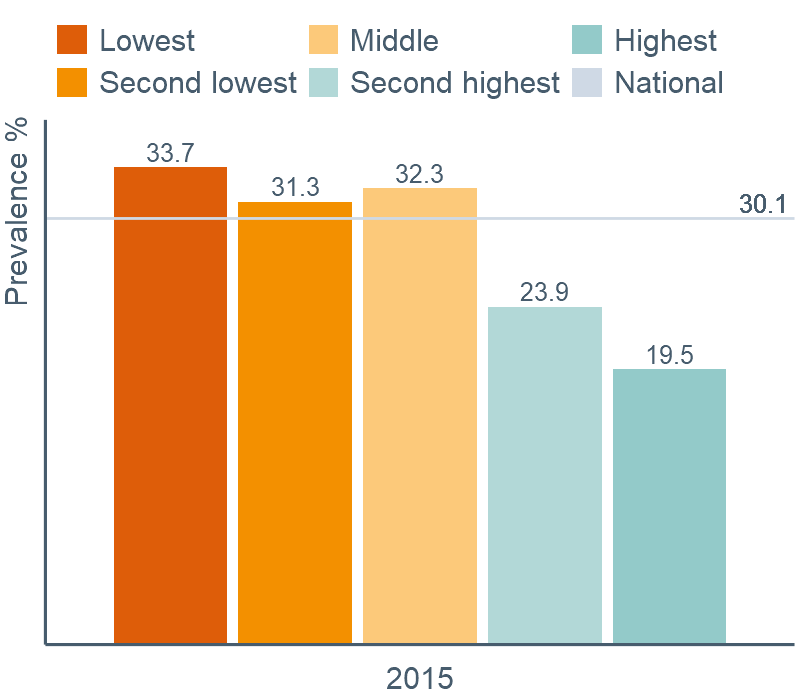 Lowest
Middle
Highest
Second lowest
Second highest
National
Prevalence %
33.7
31.3
32.3
30.1
23.9
19.5
2015